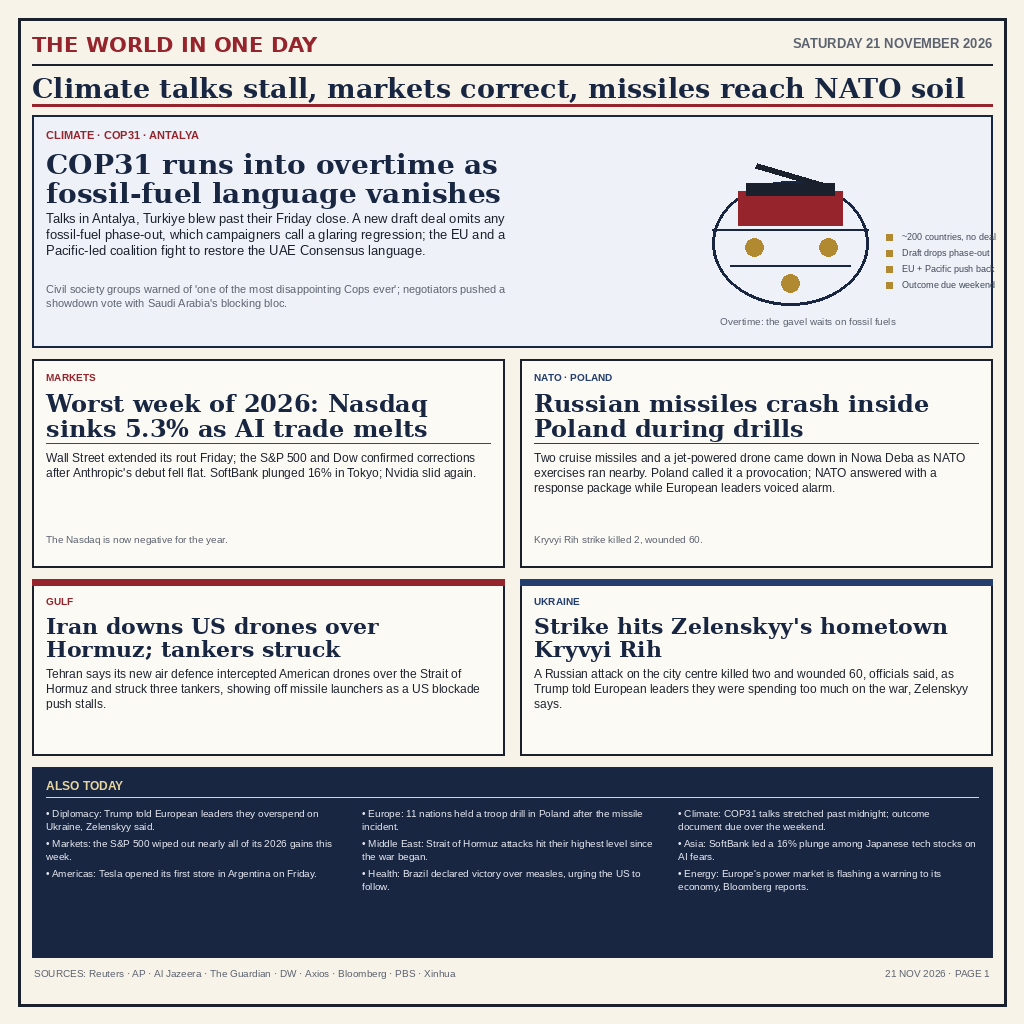 THE WORLD IN ONE DAY
SATURDAY 21 NOVEMBER 2026
Climate talks stall, markets correct, missiles reach NATO soil
CLIMATE · COP31 · ANTALYA
COP31 runs into overtime as
fossil-fuel language vanishes
Talks in Antalya, Turkiye blew past their Friday close. A new draft deal omits any
fossil-fuel phase-out, which campaigners call a glaring regression; the EU and a
Pacific-led coalition fight to restore the UAE Consensus language.
Civil society groups warned of 'one of the most disappointing Cops ever'; negotiators pushed a
showdown vote with Saudi Arabia's blocking bloc.
~200 countries, no deal
Draft drops phase-out
EU + Pacific push back
Outcome due weekend
Overtime: the gavel waits on fossil fuels
MARKETS
Worst week of 2026: Nasdaq
sinks 5.3% as AI trade melts
Wall Street extended its rout Friday; the S&P 500 and Dow confirmed corrections
after Anthropic's debut fell flat. SoftBank plunged 16% in Tokyo; Nvidia slid again.
The Nasdaq is now negative for the year.
NATO · POLAND
Russian missiles crash inside
Poland during drills
Two cruise missiles and a jet-powered drone came down in Nowa Deba as NATO
exercises ran nearby. Poland called it a provocation; NATO answered with a
response package while European leaders voiced alarm.
Kryvyi Rih strike killed 2, wounded 60.
GULF
Iran downs US drones over
Hormuz; tankers struck
Tehran says its new air defence intercepted American drones over the Strait of
Hormuz and struck three tankers, showing off missile launchers as a US blockade
push stalls.
UKRAINE
Strike hits Zelenskyy's hometown
Kryvyi Rih
A Russian attack on the city centre killed two and wounded 60, officials said, as
Trump told European leaders they were spending too much on the war, Zelenskyy
says.
ALSO TODAY
• Diplomacy: Trump told European leaders they overspend on
Ukraine, Zelenskyy said.
• Markets: the S&P 500 wiped out nearly all of its 2026 gains this
week.
• Americas: Tesla opened its first store in Argentina on Friday.
• Europe: 11 nations held a troop drill in Poland after the missile
incident.
• Middle East: Strait of Hormuz attacks hit their highest level since
the war began.
• Health: Brazil declared victory over measles, urging the US to
follow.
• Climate: COP31 talks stretched past midnight; outcome
document due over the weekend.
• Asia: SoftBank led a 16% plunge among Japanese tech stocks on
AI fears.
• Energy: Europe's power market is flashing a warning to its
economy, Bloomberg reports.
SOURCES: Reuters · AP · Al Jazeera · The Guardian · DW · Axios · Bloomberg · PBS · Xinhua
21 NOV 2026 · PAGE 1